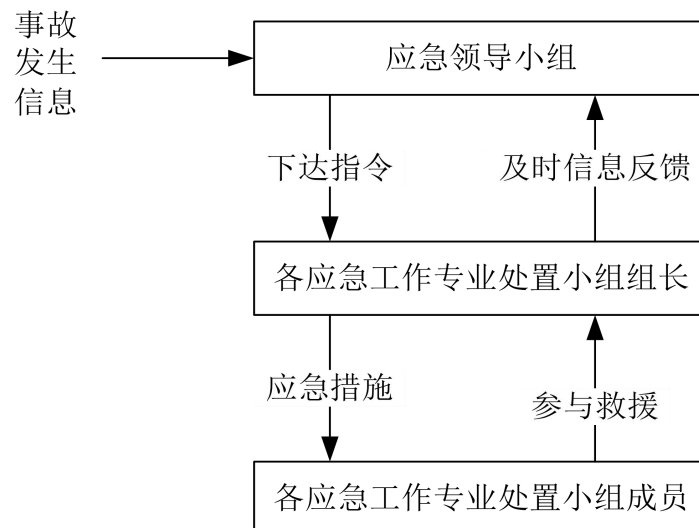 事故
发生
信息
应急领导小组
下达指令
及时信息反馈
各应急工作专业处置小组组长
应急措施
参与救援
各应急工作专业处置小组成员